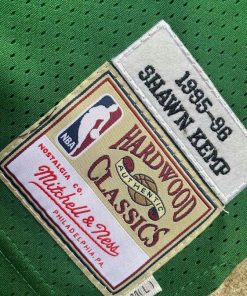 1995-96
SHAWN KEMP
NBA
HARDWOOD
AUTHENTIC
CLASSICS
NOSTALGIA CO.
Mitchell & Ness
PHILADELPHIA, PA.